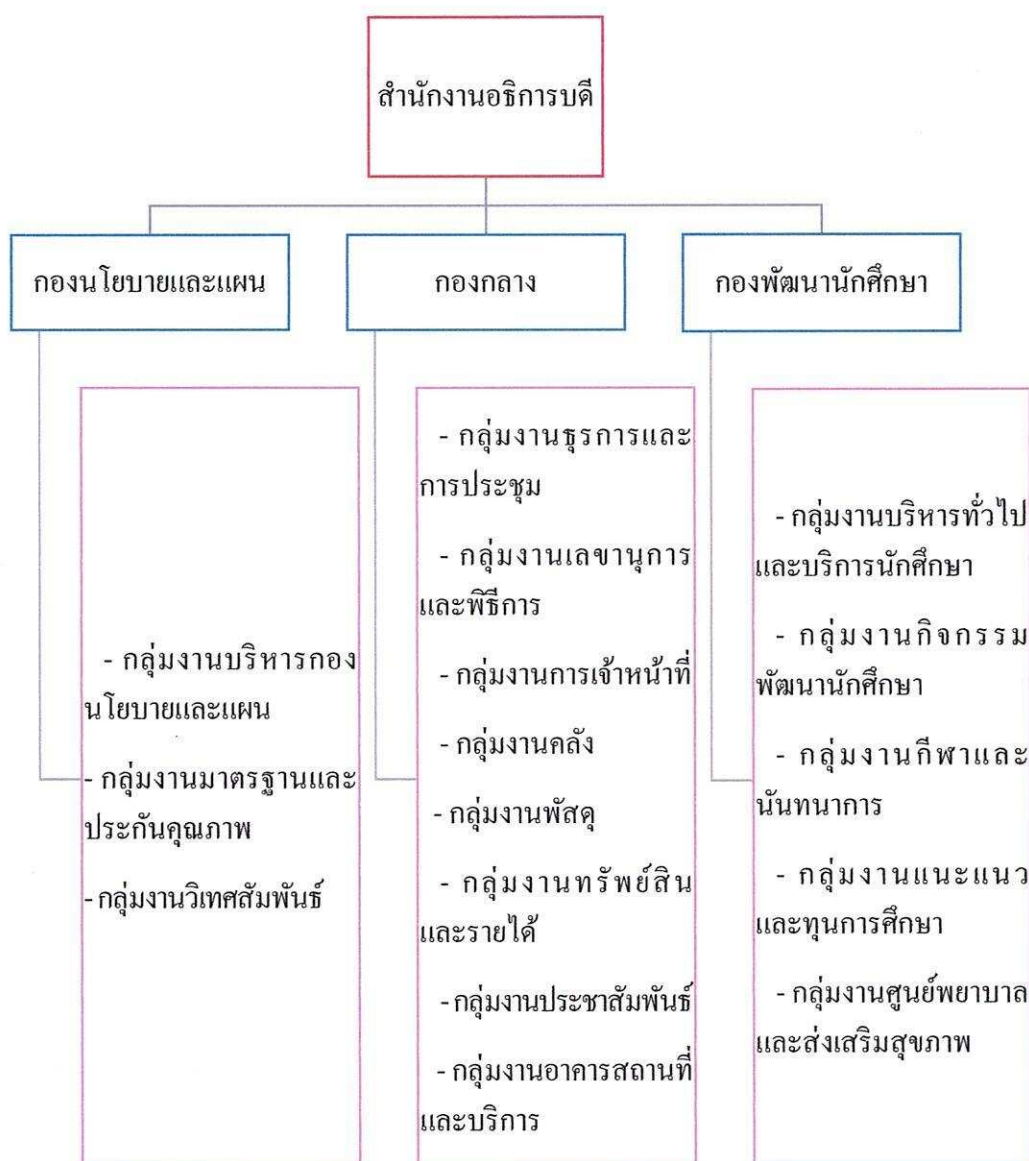 สำนักงานอธิการบดี
กองนโยบายและแผน
กองกลาง
กองพัฒนานักศึกษา
- กลุ่มงานบริหารกอง
นโยบายและแผน
- กลุ่มงานมาตรฐานและ
ประกันคุณภาพ
- กลุ่มงานวิเทศสัมพันธ์
- กลุ่มงานธุรการและ
การประชุม
- กลุ่มงานเลขานุการ
และพิธีการ
- กลุ่มงานการเจ้าหน้าที่
- กลุ่มงานคลัง
- กลุ่มงานพัสดุ
- กลุ่มงานทรัพย์สิน
และรายได้
- กลุ่มงานประชาสัมพันธ์
- กลุ่มงานอาคารสถานที่
และบริการ
- กลุ่มงานบริหารทั่วไป
และบริการนักศึกษา
- กลุ่มงานกิจกรรม
พัฒนานักศึกษา
- กลุ่มงานกีฬาและ
นันทนาการ
- กลุ่มงานแนะแนว
และทุนการศึกษา
- กลุ่มงานศูนย์พยาบาล
และส่งเสริมสุขภาพ